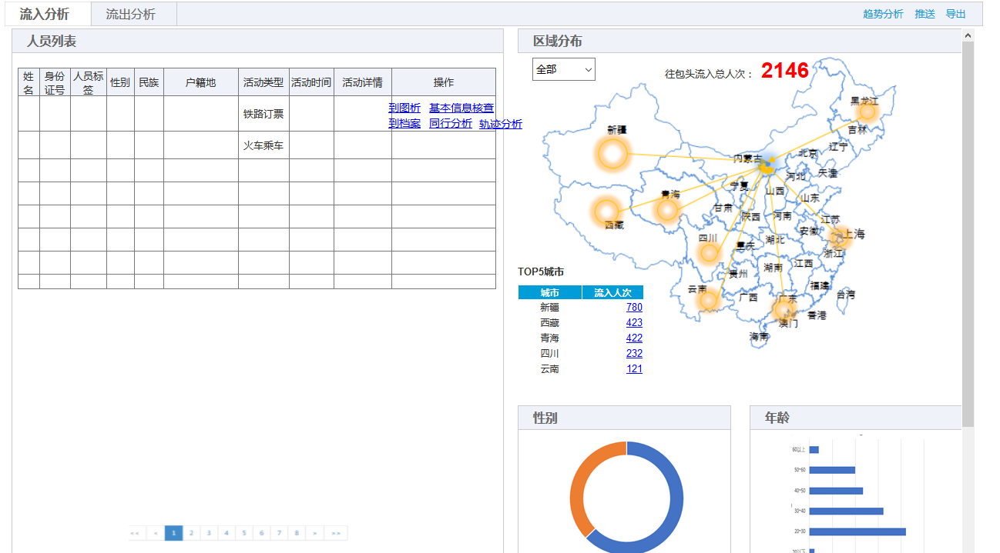 流入分析 流出分析 趋势分析 推送 导出
人员列表
姓名 身份证号 人员标签 性别 民族 户籍地 活动类型 活动时间 活动详情 操作
铁路订票 到图析 基本信息核查
到档案 同行分析 轨迹分析
火车乘车
<< < 1 2 3 4 5 6 7 8 > >>
区域分布
全部 往包头流入总人次： 2146
黑龙江
新疆 吉林
辽宁
内蒙古 北京
河北 天津
宁夏 山西
青海 山东
甘肃 陕西 河南
西藏 江苏
安徽 上海
四川 湖北
重庆 浙江
湖南 江西
贵州
云南 福建
广西 广东 台湾
香港
澳门
海南
TOP5城市
城市 流入人次
新疆 780
西藏 423
青海 422
四川 232
云南 121
性别
年龄
60以上
50-60
40-50
30-40
20-30
20以下